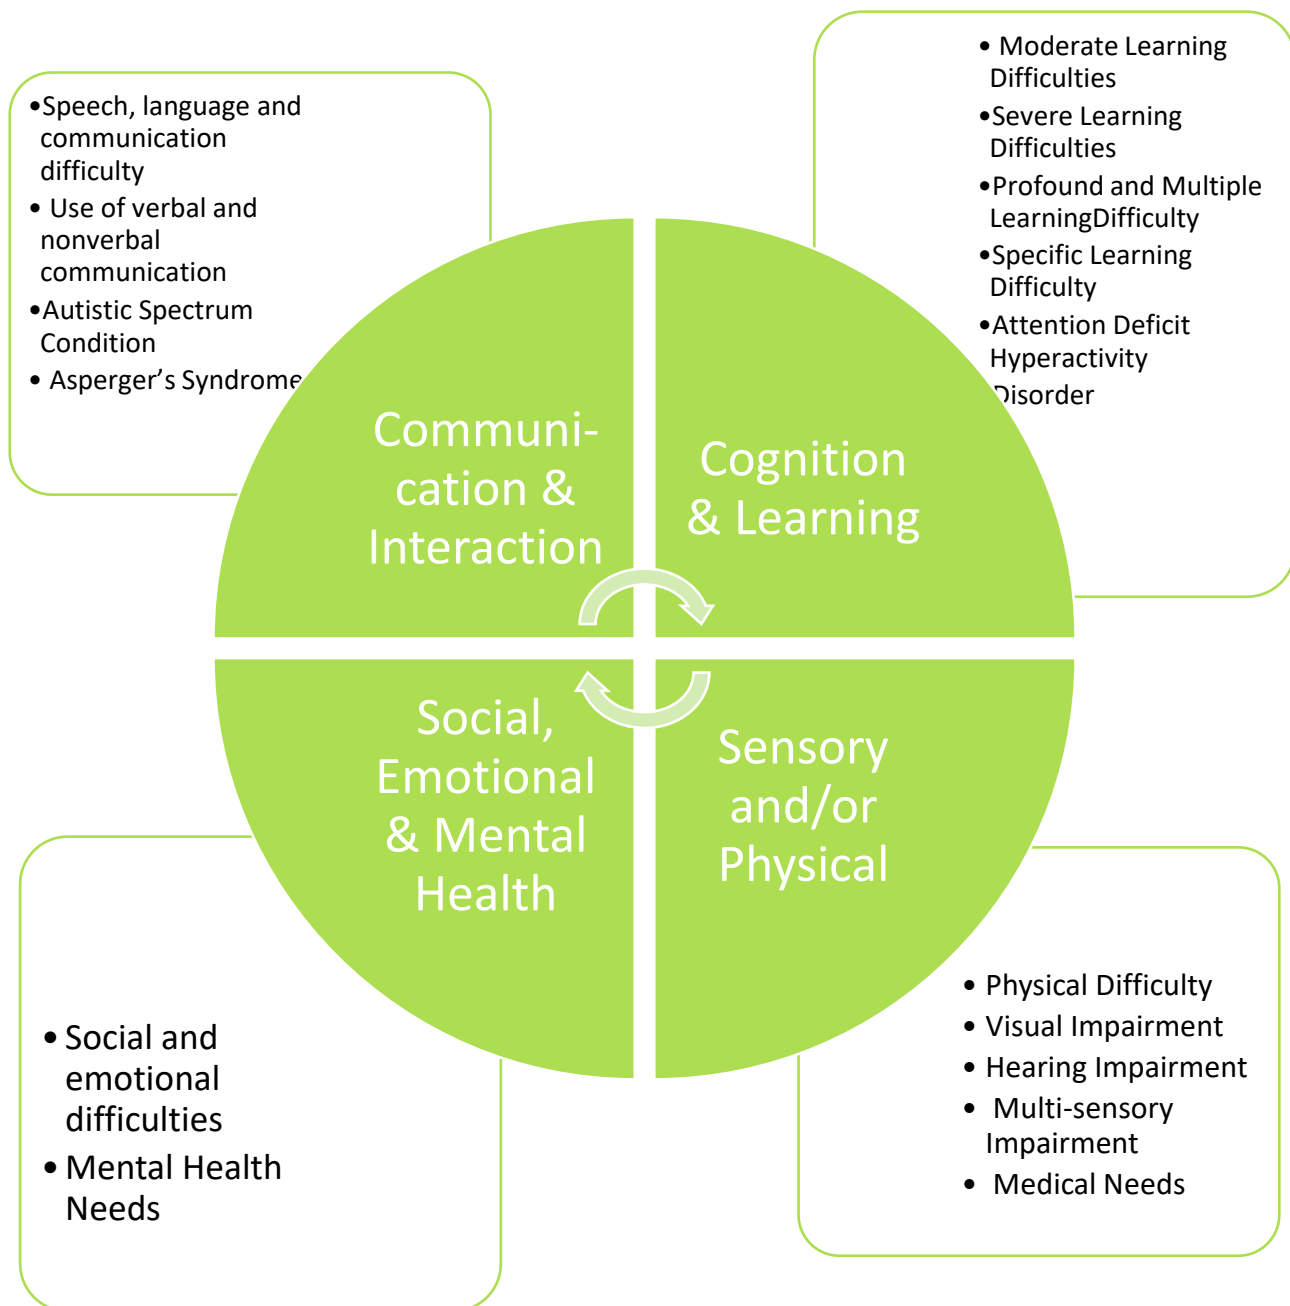 •Speech, language and
communication
difficulty
• Use of verbal and
nonverbal
communication
•Autistic Spectrum
Condition
• Asperger’s Syndrome
• Moderate Learning
Difficulties
•Severe Learning
Difficulties
•Profound and Multiple
LearningDifficulty
•Specific Learning
Difficulty
•Attention Deficit
Hyperactivity
Disorder
Communi-
cation &
Interaction
Cognition
& Learning
Social,
Emotional
& Mental
Health
Sensory
and/or
Physical
• Social and
emotional
difficulties
• Mental Health
Needs
• Physical Difficulty
• Visual Impairment
• Hearing Impairment
• Multi-sensory
Impairment
• Medical Needs